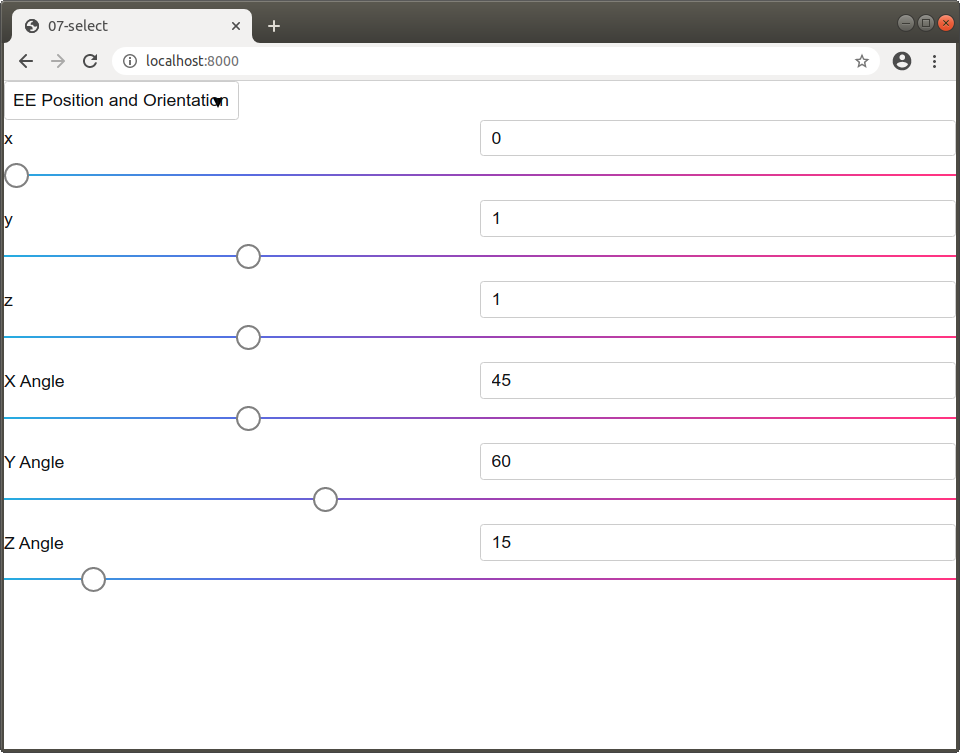 07-select
localhost:8000
EE Position and Orientation
x 0
y 1
z 1
X Angle 45
Y Angle 60
Z Angle 15